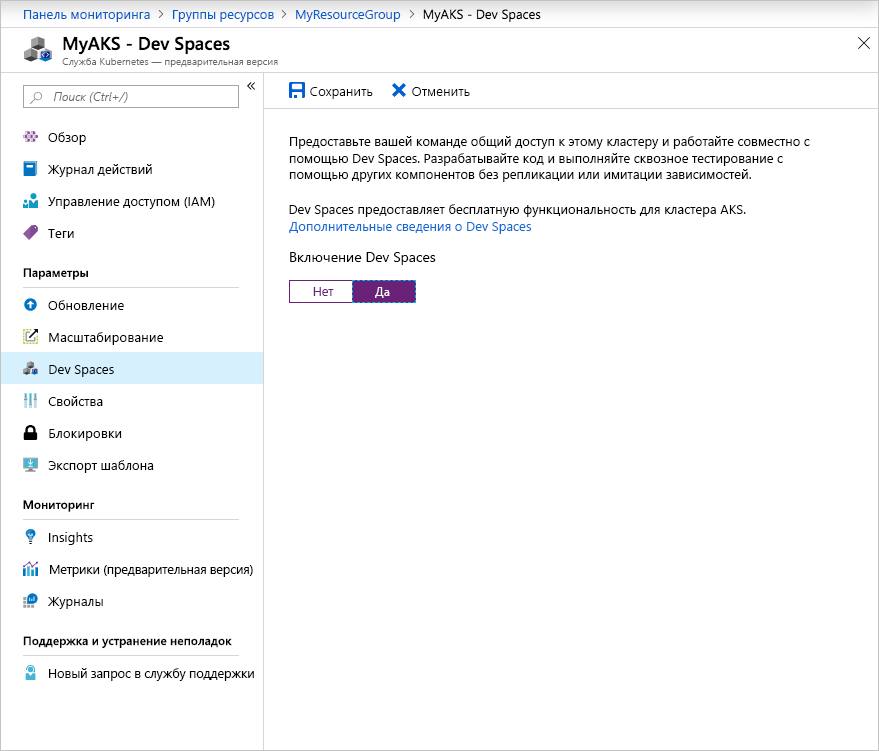 Панель мониторинга > Группы ресурсов > MyResourceGroup > MyAKS - Dev Spaces
MyAKS - Dev Spaces
Служба Kubernetes — предварительная версия
Поиск (Ctrl+/)
«
Обзор
Журнал действий
Управление доступом (IAM)
Теги
Параметры
Обновление
Масштабирование
Dev Spaces
Свойства
Блокировки
Экспорт шаблона
Мониторинг
Insights
Метрики (предварительная версия)
Журналы
Поддержка и устранение неполадок
Новый запрос в службу поддержки
Сохранить Отменить
Предоставьте вашей команде общий доступ к этому кластеру и работайте совместно с
помощью Dev Spaces. Разрабатывайте код и выполняйте сквозное тестирование с
помощью других компонентов без репликации или имитации зависимостей.
Dev Spaces предоставляет бесплатную функциональность для кластера AKS.
Дополнительные сведения о Dev Spaces
Включение Dev Spaces
Нет Да